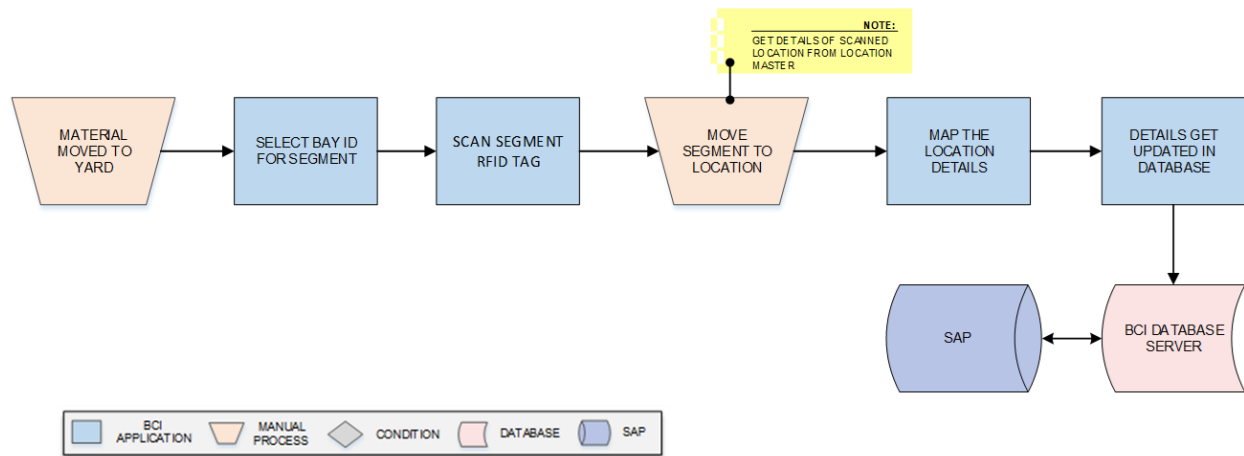 NOTE:
GET DETAILS OF SCANNED
LOCATION FROM LOCATION
MASTER
MATERIAL
MOVED TO
YARD
SELECT BAY ID
FOR SEGMENT
SCAN SEGMENT
RFID TAG
MOVE
SEGMENT TO
LOCATION
MAP THE
LOCATION
DETAILS
DETAILS GET
UPDATED IN
DATABASE
SAP
BCI DATABASE
SERVER
BCI
APPLICATION
MANUAL
PROCESS
CONDITION
DATABASE
SAP